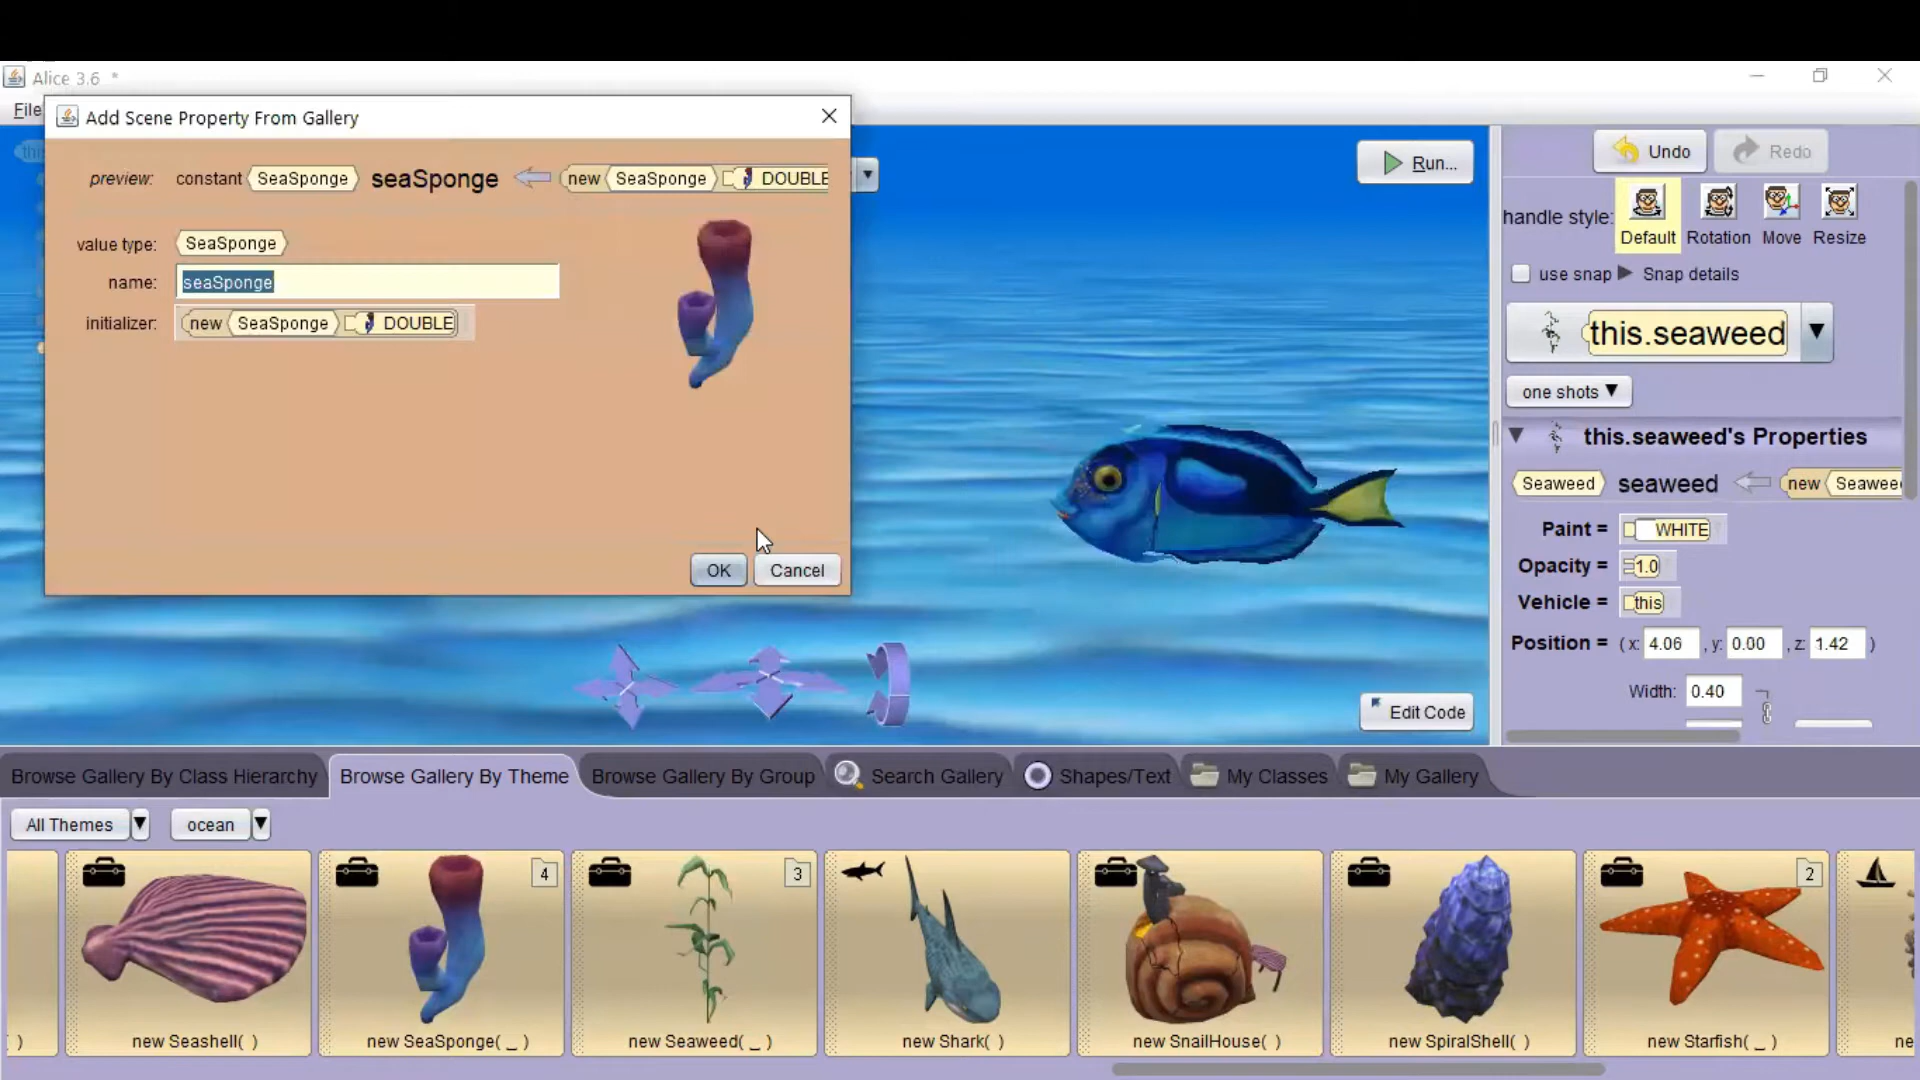 Alice 3.6 *
File
Add Scene Property From Gallery
preview: constant SeaSponge seaSponge new SeaSponge DOUBLE
value type: SeaSponge
name: seaSponge
initializer: new SeaSponge DOUBLE
OK Cancel
Run...
Edit Code
Undo Redo
handle style: Default Rotation Move Resize
use snap Snap details
this.seaweed
one shots
this.seaweed's Properties
Seaweed seaweed new
Paint = WHITE
Opacity = 1.0
Vehicle = this
Position = ( x: 4.06 , y: 0.00 , z: 1.42 )
Width: 0.40
Browse Gallery By Class Hierarchy Browse Gallery By Theme Browse Gallery By Group Search Gallery Shapes/Text My Classes My Gallery
All Themes ocean
4 3 2
) new Seashell( ) new SeaSponge( _ ) new Seaweed( _ ) new Shark( ) new SnailHouse( ) new SpiralShell( ) new Starfish( _ )